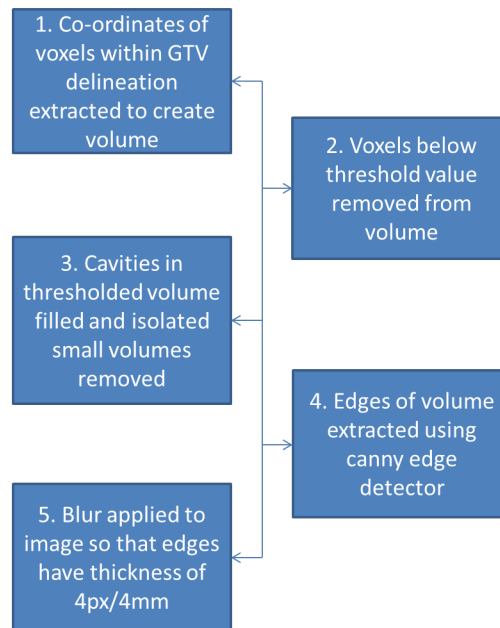 1. Co-ordinates of
voxels within GTV
delineation
extracted to create
volume
2. Voxels below
threshold value
removed from
volume
3. Cavities in
thresholded volume
filled and isolated
small volumes
removed
4. Edges of volume
extracted using
canny edge
detector
5. Blur applied to
image so that edges
have thickness of
4px/4mm